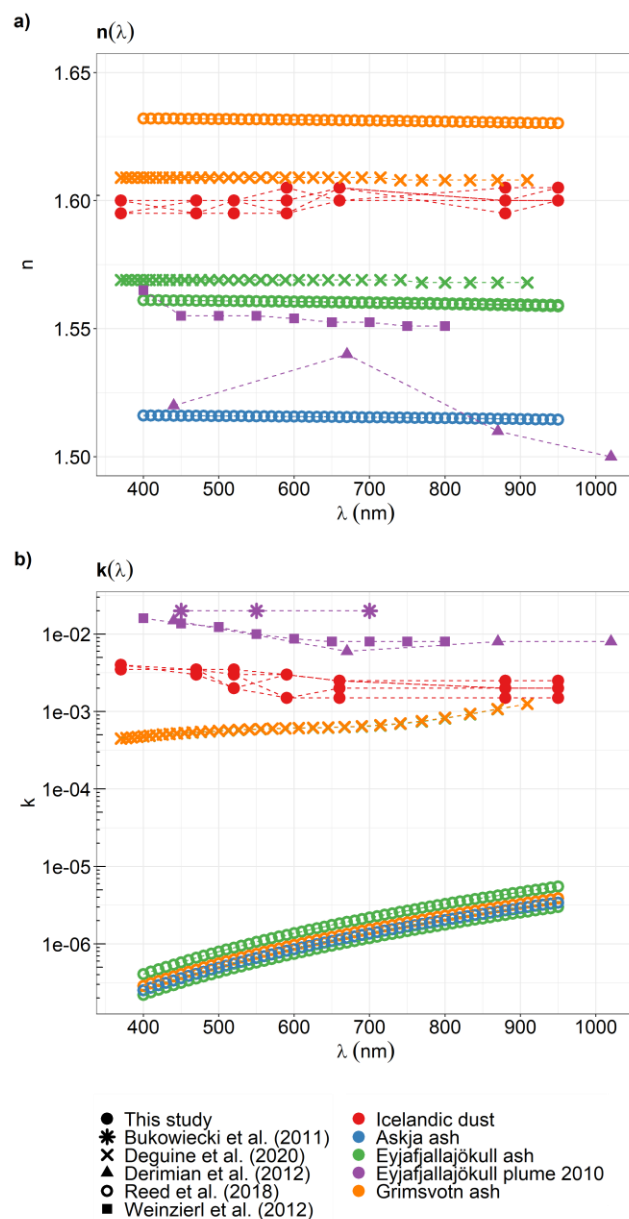 a)
n(λ)
1.65
1.60
1.55
1.50
n
400 500 600 700 800 900 1000
λ (nm)
b)
k(λ)
1e-02
1e-03
1e-04
1e-05
1e-06
k
400 500 600 700 800 900 1000
λ (nm)
This study
Bukowiecki et al. (2011)
Deguine et al. (2020)
Derimian et al. (2012)
Reed et al. (2018)
Weinzierl et al. (2012)
Icelandic dust
Askja ash
Eyjafjallajökull ash
Eyjafjallajökull plume 2010
Grimsvotn ash